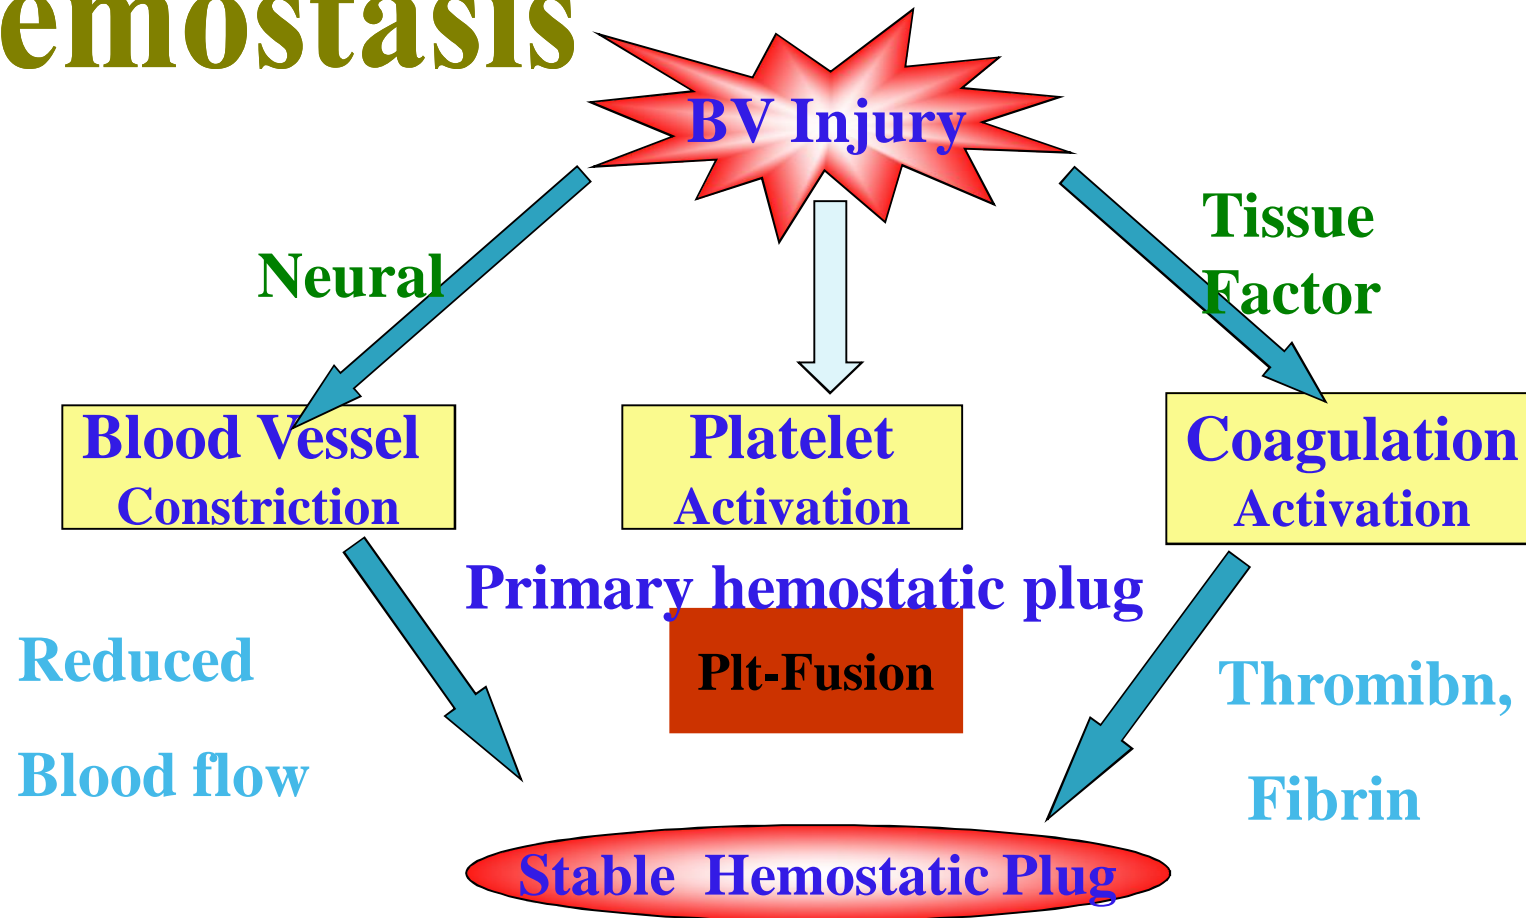 emostasis
BV Injury
Neural
Tissue
Factor
Blood Vessel
Constriction
Platelet
Activation
Coagulation
Activation
Primary hemostatic plug
Plt-Fusion
Reduced
Blood flow
Thromibn,
Fibrin
Stable Hemostatic Plug